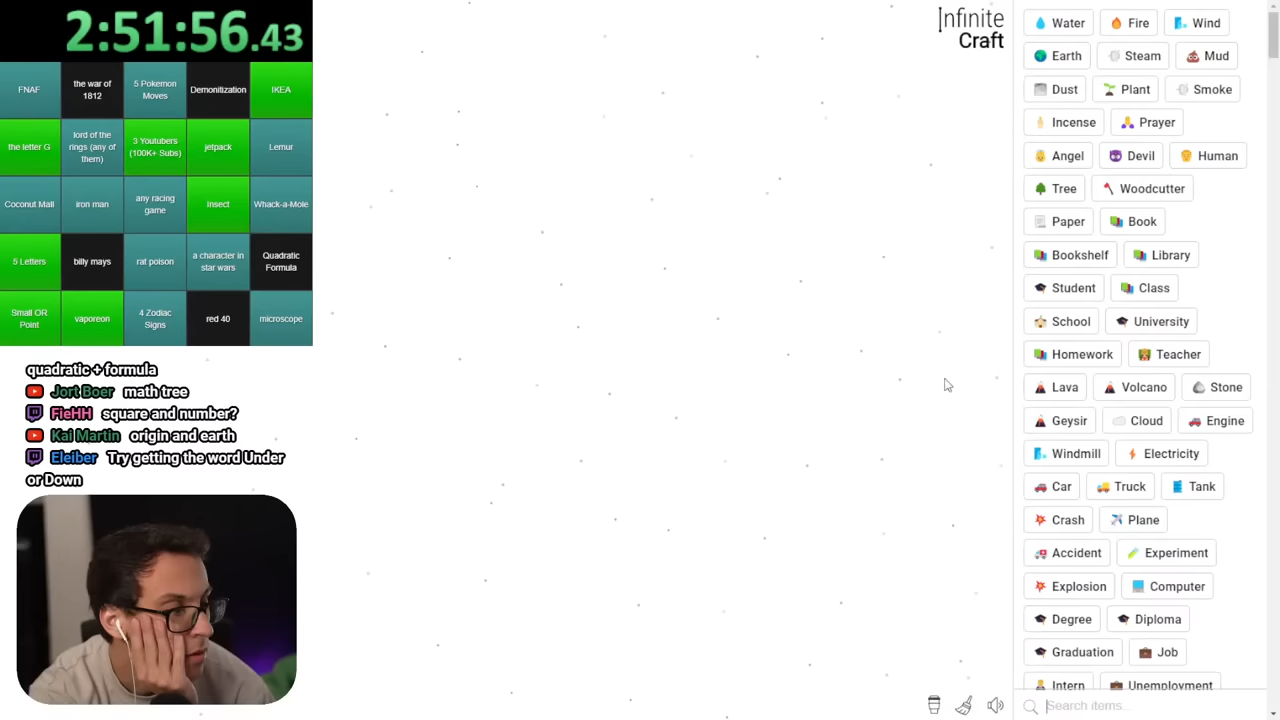 2:51:56.43
FNAF
the war of
1812
5 Pokemon
Moves
Demonitization
IKEA
the letter G
lord of the
rings (any of
them)
3 Youtubers
(100K+ Subs)
jetpack
Lemur
Coconut Mall
iron man
any racing
game
Insect
Whack-a-Mole
5 Letters
billy mays
rat poison
a character in
star wars
Quadratic
Formula
Small OR
Point
vaporeon
4 Zodiac
Signs
red 40
microscope
quadratic + formula
Jort Boer math tree
FieHH square and number?
Kai Martin origin and earth
Eleiber Try getting the word Under
or Down
Infinite
Craft
Water Fire Wind
Earth Steam Mud
Dust Plant Smoke
Incense Prayer
Angel Devil Human
Tree Woodcutter
Paper Book
Bookshelf Library
Student Class
School University
Homework Teacher
Lava Volcano Stone
Geysir Cloud Engine
Windmill Electricity
Car Truck Tank
Crash Plane
Accident Experiment
Explosion Computer
Degree Diploma
Graduation Job
Intern Unemployment
Search items...